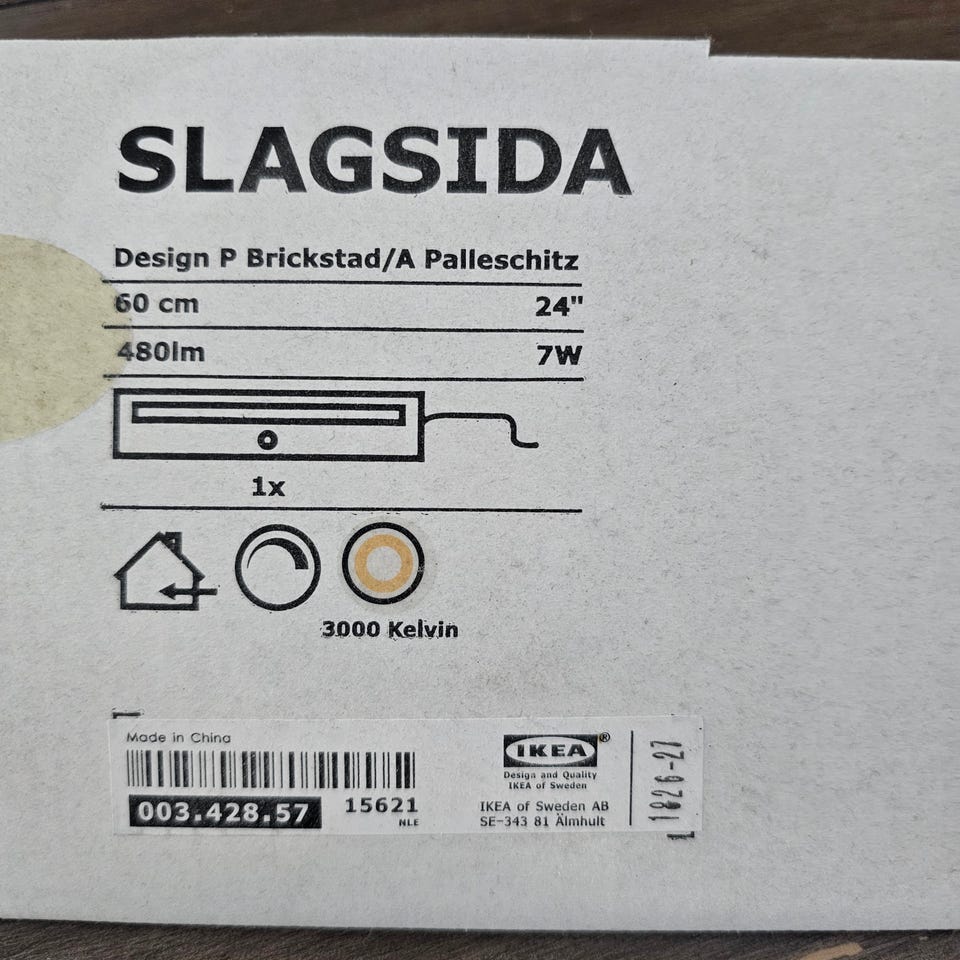 SLAGSIDA
Design P Brickstad/A Palleschitz
60 cm 24"
480lm 7W
1x
3000 Kelvin
Made in China
003.428.57 15621
NLE
IKEA®
Design and Quality
IKEA of Sweden
IKEA of Sweden AB
SE-343 81 Älmhult
1826-27